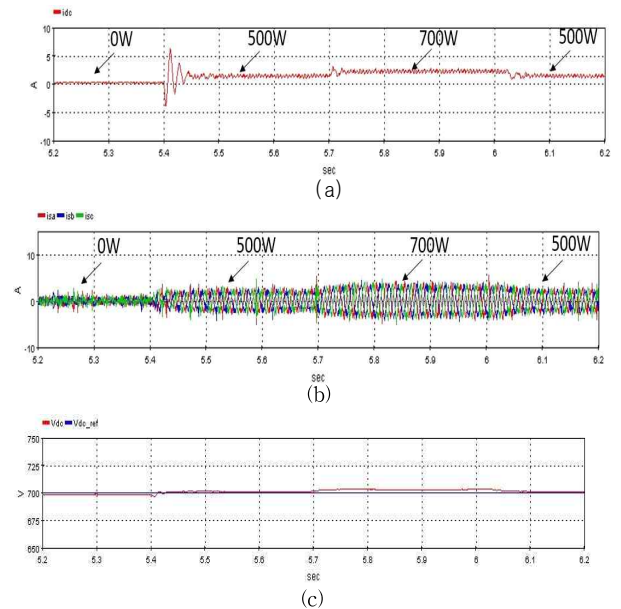 idc
0W 500W 700W 500W
10
5
0
-5
-10
A
5.2 5.3 5.4 5.5 5.6 5.7 5.8 5.9 6 6.1 6.2
sec
(a)
isa isb isc
0W 500W 700W 500W
10
0
-10
A
5.2 5.3 5.4 5.5 5.6 5.7 5.8 5.9 6 6.1 6.2
sec
(b)
Vdc Vdc_ref
750
725
700
675
650
V
5.2 5.3 5.4 5.5 5.6 5.7 5.8 5.9 6 6.1 6.2
sec
(c)